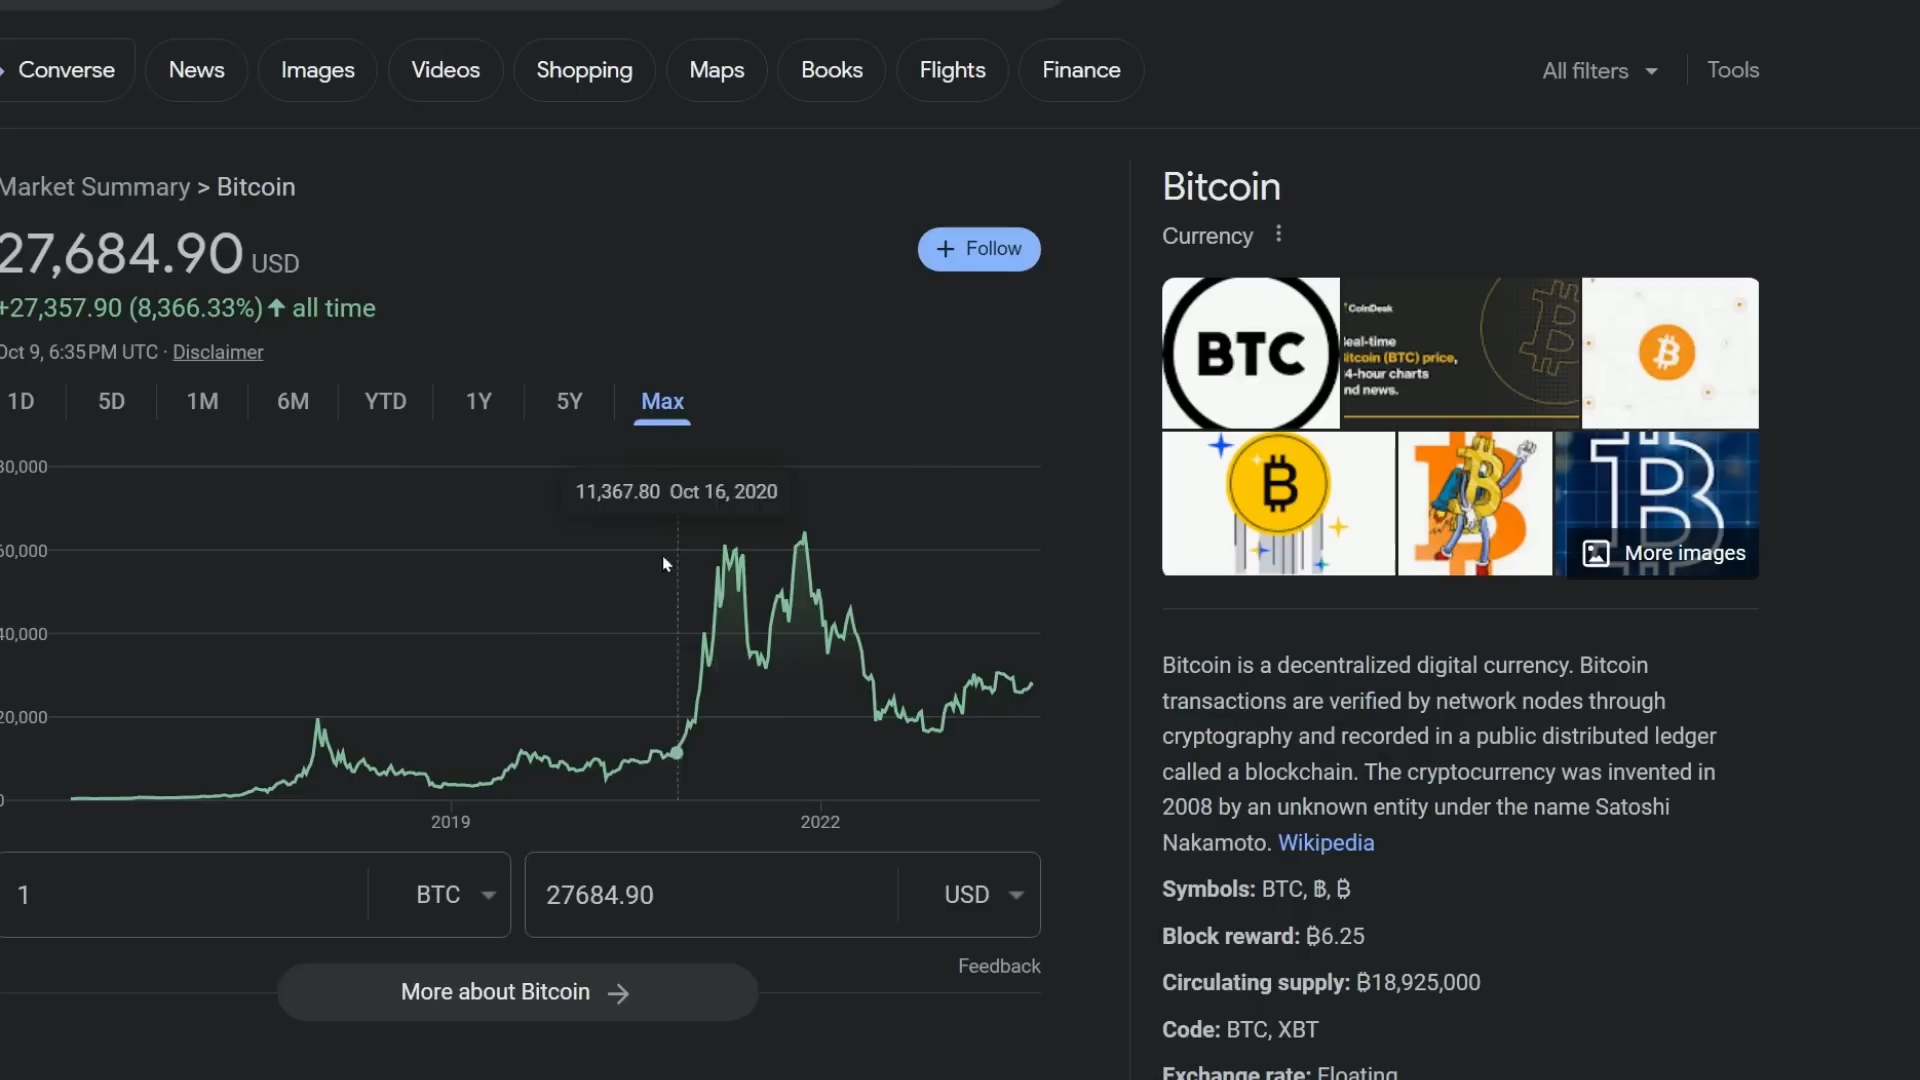 Converse
News
Images
Videos
Shopping
Maps
Books
Flights
Finance
All filters
Tools
Market Summary > Bitcoin
27,684.90 USD
+27,357.90 (8,366.33%) all time
Oct 9, 6:35 PM UTC · Disclaimer
+ Follow
1D
5D
1M
6M
YTD
1Y
5Y
Max
80,000
60,000
40,000
20,000
0
11,367.80 Oct 16, 2020
2019
2022
1
BTC
27684.90
USD
Feedback
More about Bitcoin
Bitcoin
Currency
BTC
CoinDesk
eal-time
itcoin (BTC) price,
4-hour charts
nd news.
More images
Bitcoin is a decentralized digital currency. Bitcoin
transactions are verified by network nodes through
cryptography and recorded in a public distributed ledger
called a blockchain. The cryptocurrency was invented in
2008 by an unknown entity under the name Satoshi
Nakamoto. Wikipedia
Symbols: BTC, ฿, ₿
Block reward: ₿6.25
Circulating supply: ₿18,925,000
Code: BTC, XBT
Exchange rate: Floating